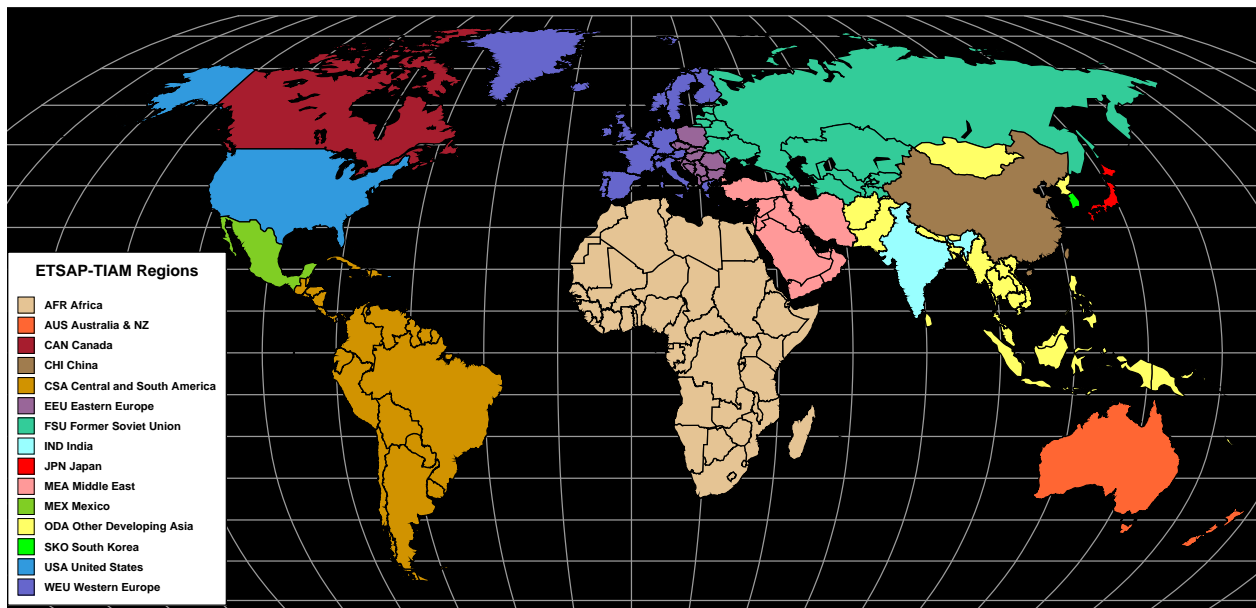 ETSAP-TIAM Regions
AFR Africa
AUS Australia & NZ
CAN Canada
CHI China
CSA Central and South America
EEU Eastern Europe
FSU Former Soviet Union
IND India
JPN Japan
MEA Middle East
MEX Mexico
ODA Other Developing Asia
SKO South Korea
USA United States
WEU Western Europe